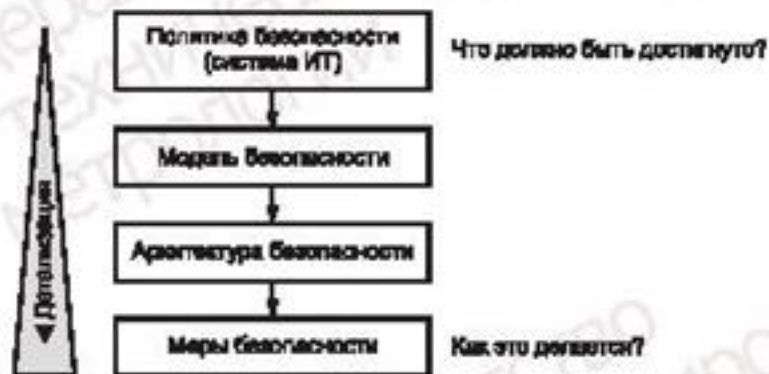 Политика безопасности
(система ИТ)
Что должно быть достигнуто?
Модель безопасности
Архитектура безопасности
Детализация
Меры безопасности
Как это делается?